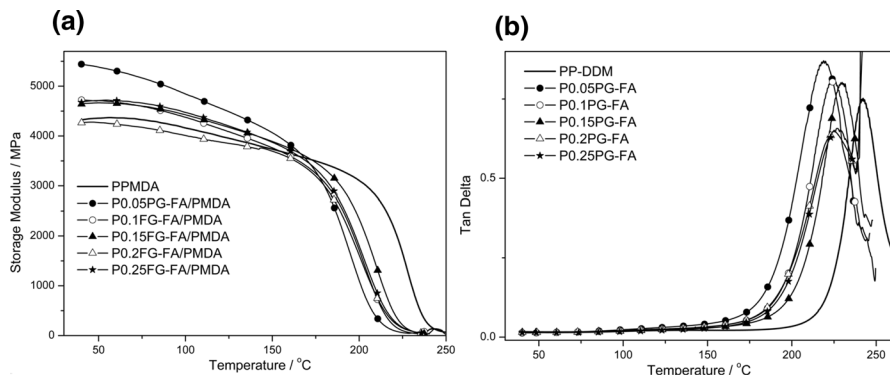 (a)
5000
4000
3000
2000
1000
0
Storage Modulus / MPa
PPMDA
P0.05PG-FA/PMDA
P0.1FG-FA/PMDA
P0.15FG-FA/PMDA
P0.2FG-FA/PMDA
P0.25FG-FA/PMDA
50 100 150 200 250
Temperature / °C
(b)
0.5
0.0
Tan Delta
PP-DDM
P0.05PG-FA
P0.1PG-FA
P0.15PG-FA
P0.2PG-FA
P0.25PG-FA
50 100 150 200 250
Temperature / °C